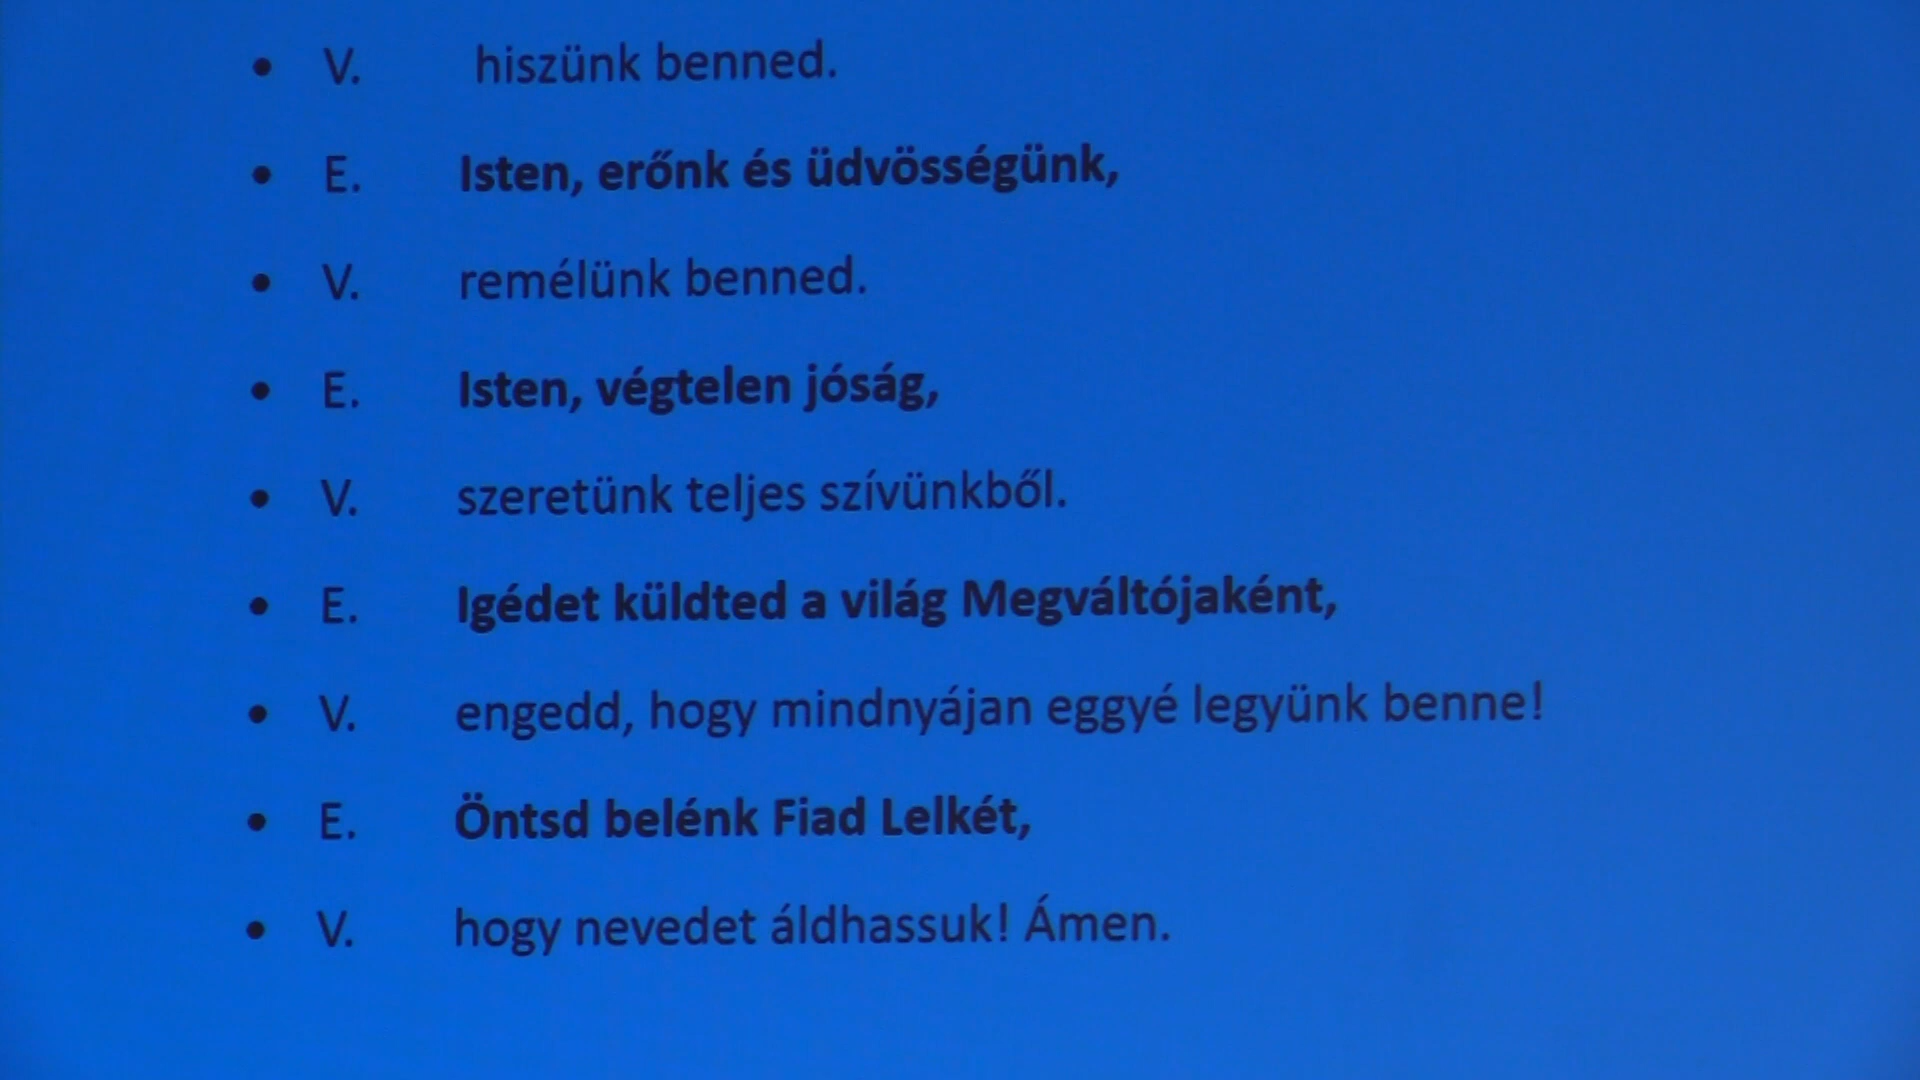 • V. hiszünk benned.
• E. Isten, erőnk és üdvösségünk,
• V. remélünk benned.
• E. Isten, végtelen jóság,
• V. szeretünk teljes szívünkből.
• E. Igédet küldted a világ Megváltójaként,
• V. engedd, hogy mindnyájan eggyé legyünk benne!
• E. Öntsd belénk Fiad Lelkét,
• V. hogy nevedet áldhassuk! Ámen.